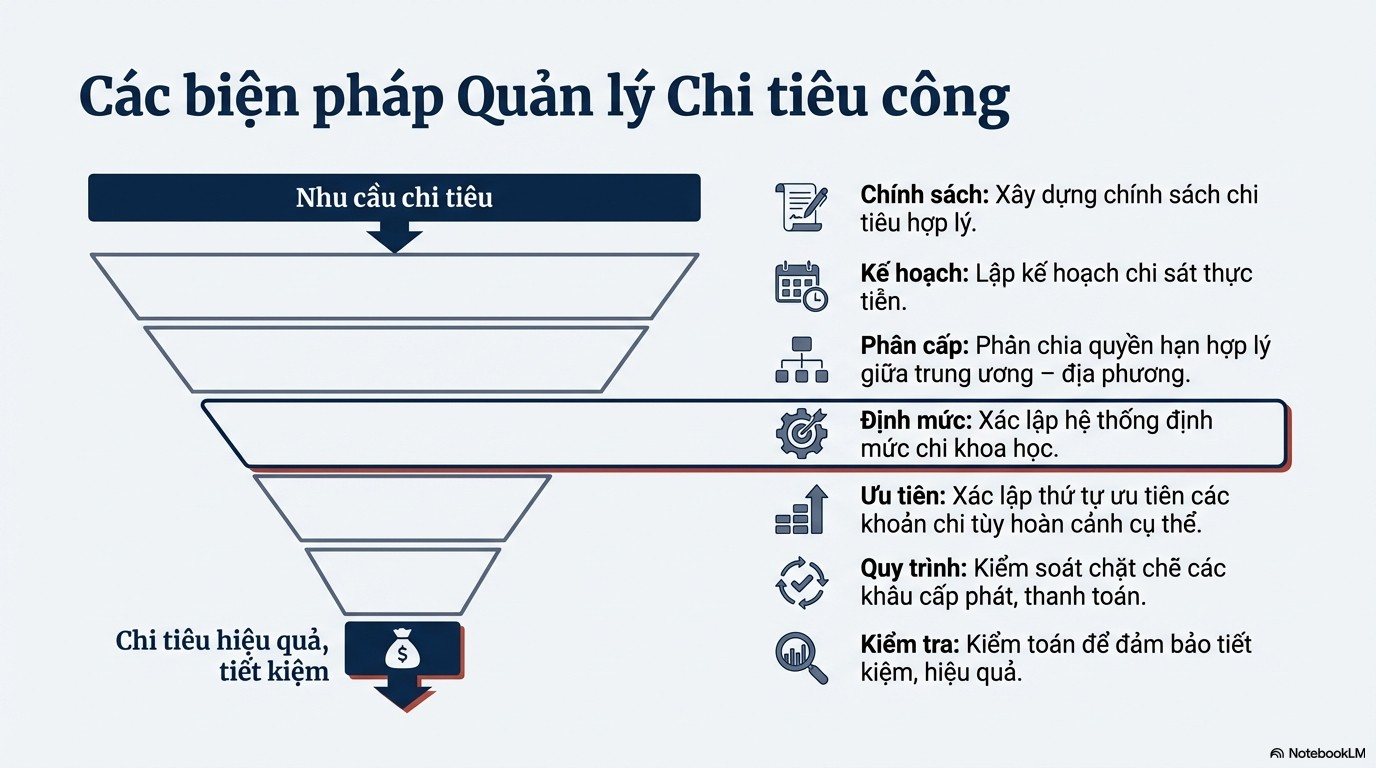 Các biện pháp Quản lý Chi tiêu công
Nhu cầu chi tiêu
Chi tiêu hiệu quả,
tiết kiệm
$
Chính sách: Xây dựng chính sách chi
tiêu hợp lý.
Kế hoạch: Lập kế hoạch chi sát thực
tiễn.
Phân cấp: Phân chia quyền hạn hợp lý
giữa trung ương – địa phương.
Định mức: Xác lập hệ thống định
mức chi khoa học.
Ưu tiên: Xác lập thứ tự ưu tiên các
khoản chi tùy hoàn cảnh cụ thể.
Quy trình: Kiểm soát chặt chẽ các
khâu cấp phát, thanh toán.
Kiểm tra: Kiểm toán để đảm bảo tiết
kiệm, hiệu quả.
NotebookLM